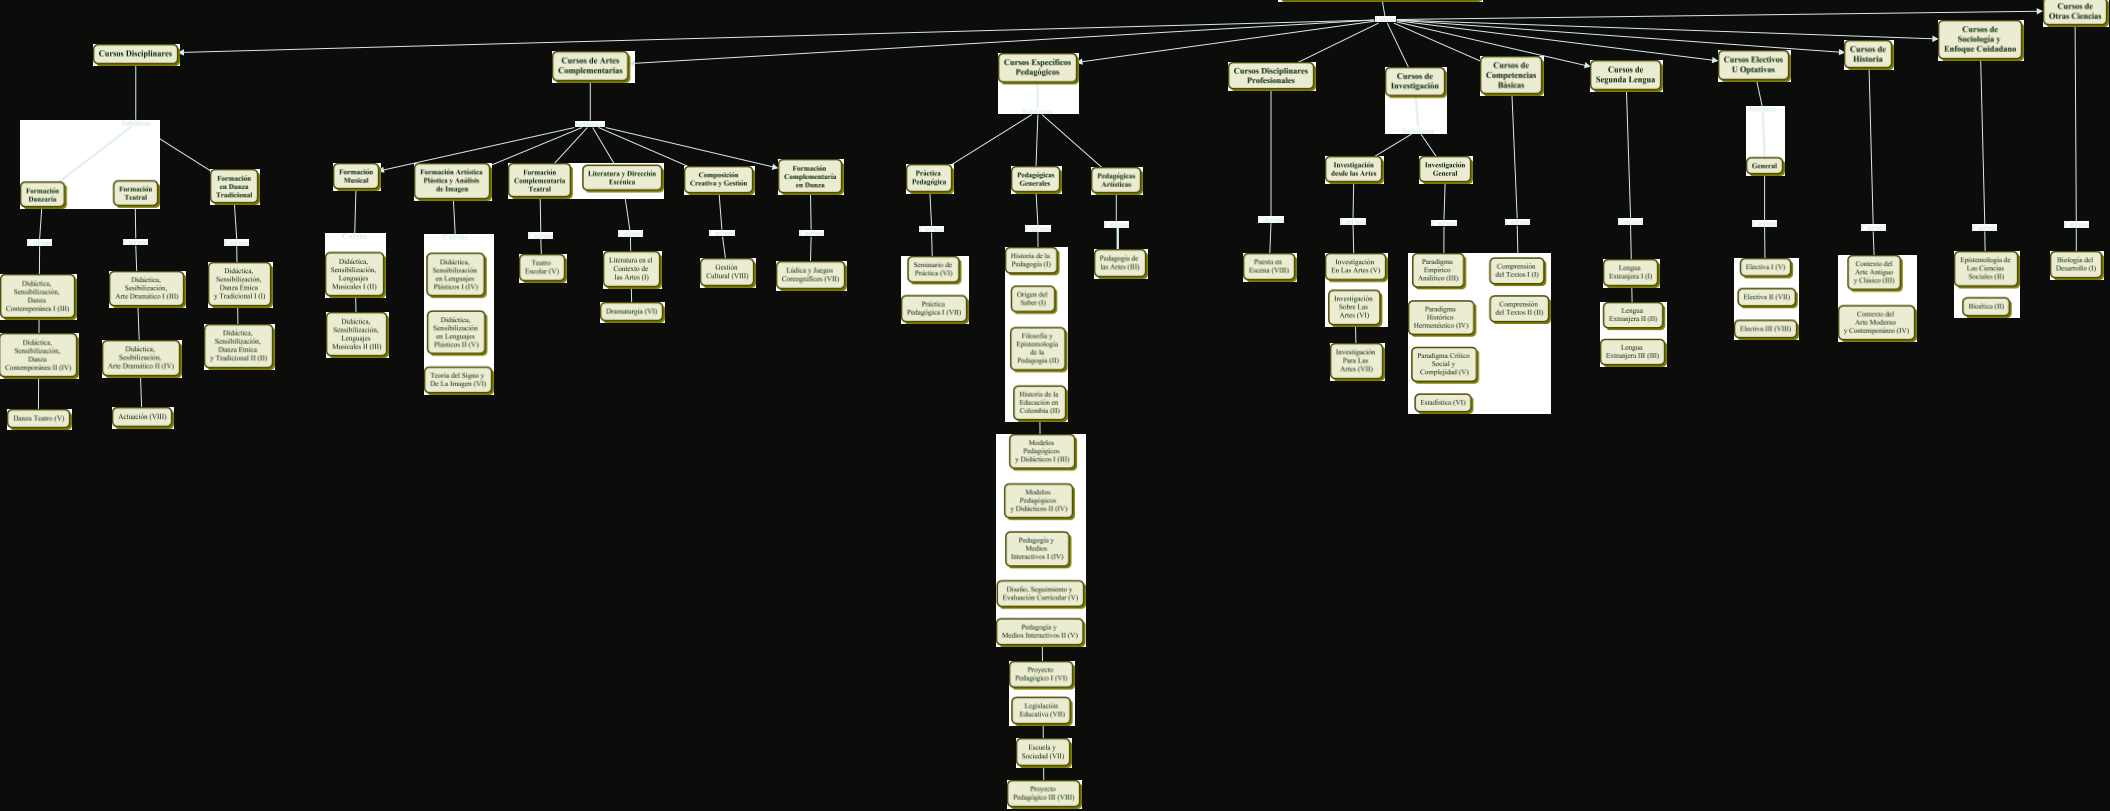 Cursos de
Otras Ciencias
Cursos de
Sociología y
Enfoque Cuidadano
Cursos Disciplinares
Cursos de Artes
Complementarias
Cursos Específicos
Pedagógicos
Cursos Disciplinares
Profesionales
Cursos de
Investigación
Cursos de
Competencias
Básicas
Cursos de
Segunda Lengua
Cursos Electivos
U Optativos
Cursos de
Historia
Formación
Danzaría
Formación
Teatral
Formación
en Danza
Tradicional
Formación
Musical
Formación Artística
Plástica y Análisis
de Imagen
Formación
Complementaria
Teatral
Literatura y Dirección
Escénica
Composición
Creativa y Gestión
Formación
Complementaría
en Danza
Práctica
Pedagógica
Pedagógicas
Generales
Pedagógicas
Artísticas
Investigación
desde las Artes
Investigación
General
General
Cursos
Didáctica,
Sensibilización,
Danza
Contemporánea I (III)
Didáctica,
Sensibilización,
Danza
Contemporánea II (IV)
Danza Teatro (V)
Didáctica,
Sesibilización,
Arte Dramático I (III)
Didáctica,
Sesibilización,
Arte Dramático II (IV)
Actuación (VIII)
Didáctica,
Sensibilización,
Danza Etnica
y Tradicional I (I)
Didáctica,
Sensibilización,
Danza Etnica
y Tradicional II (II)
Didáctica,
Sensibilización,
Lenguajes
Musicales I (II)
Didáctica,
Sensibilización,
Lenguajes
Musicales II (III)
Didáctica,
Sensibilización
en Lenguajes
Plásticos I (IV)
Didáctica,
Sensibilización
en Lenguajes
Plásticos II (V)
Teoría del Signo y
De La Imagen (VI)
Teatro
Escolar (V)
Literatura en el
Contexto de
las Artes (I)
Dramaturgia (VI)
Gestión
Cultural (VIII)
Lúdica y Juegos
Coreográficos (VII)
Seminario de
Práctica (VI)
Práctica
Pedagógica I (VII)
Historia de la
Pedagogía (I)
Origen del
Saber (I)
Filosofía y
Epistemología
de la
Pedagogía (II)
Historia de la
Educación en
Colombia (II)
Modelos
Pedagógicos
y Didácticos I (III)
Modelos
Pedagógicos
y Didácticos II (IV)
Pedagogía y
Medios
Interactivos I (IV)
Diseño, Seguimiento y
Evaluación Curricular (V)
Pedagogía y
Medios Interactivos II (V)
Proyecto
Pedagógico I (VI)
Legislación
Educativa (VII)
Escuela y
Sociedad (VII)
Proyecto
Pedagógico III (VIII)
Pedagogía de
las Artes (III)
Puesta en
Escena (VIII)
Investigación
En Las Artes (V)
Investigación
Sobre Las
Artes (VI)
Investigación
Para Las
Artes (VII)
Paradigma
Empírico
Analítico (III)
Paradigma
Histórico
Hermenéutico (IV)
Paradigma Crítico
Social y
Complejidad (V)
Estadística (VI)
Comprensión
del Textos I (I)
Comprensión
del Textos II (II)
Lengua
Extranjera I (I)
Lengua
Extranjera II (II)
Lengua
Extranjera III (III)
Electiva I (V)
Electiva II (VII)
Electiva III (VIII)
Contexto del
Arte Antiguo
y Clásico (III)
Contexto del
Arte Moderno
y Contemporáneo (IV)
Epistemología de
Las Ciencias
Sociales (II)
Bioética (II)
Biología del
Desarrollo (I)